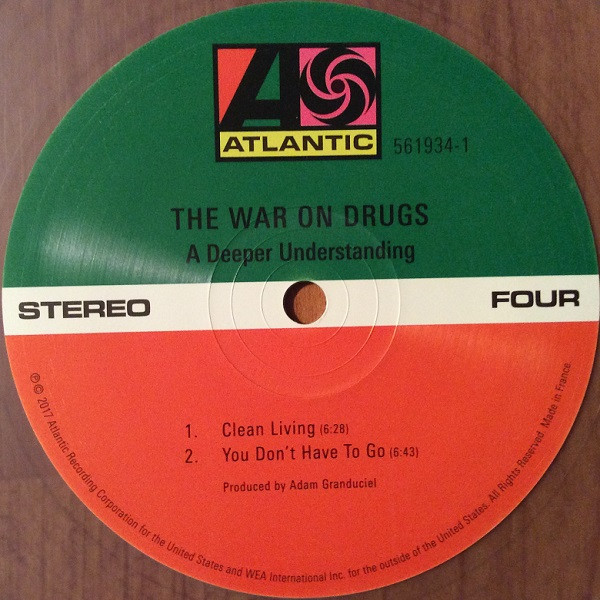 ATLANTIC
561934-1
THE WAR ON DRUGS
A Deeper Understanding
STEREO
FOUR
1. Clean Living (6:28)
2. You Don't Have To Go (6:43)
Produced by Adam Granduciel
℗ © 2017 Atlantic Recording Corporation for the United States and WEA International Inc. for the outside of the United States. All Rights Reserved. Made in France.